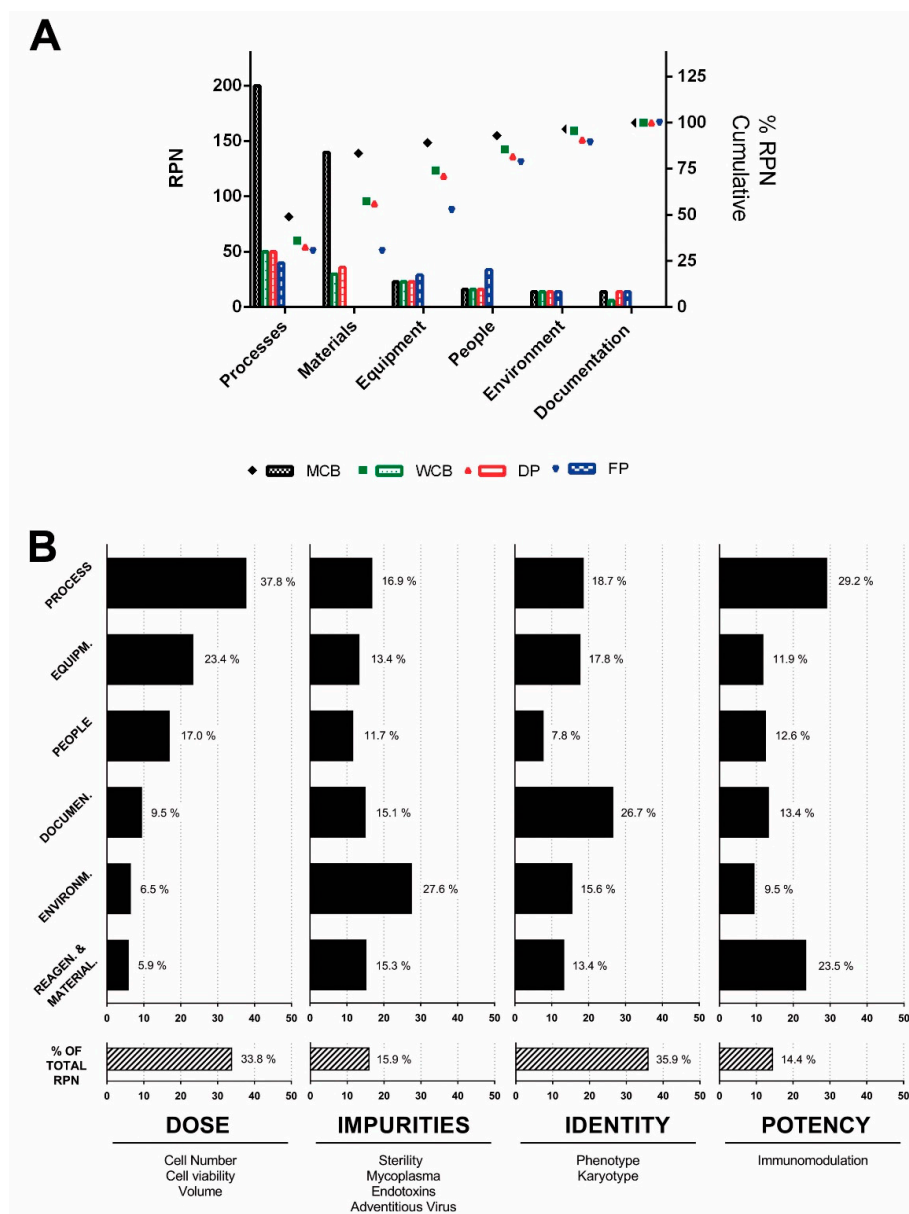 A
RPN
% RPN
Cumulative
200
150
100
50
0
125
100
75
50
25
0
Processes
Materials
Equipment
People
Environment
Documentation
MCB WCB DP FP
B
PROCESS
37.8 % 16.9 % 18.7 % 29.2 %
EQUIPM.
23.4 % 13.4 % 17.8 % 11.9 %
PEOPLE
17.0 % 11.7 % 7.8 % 12.6 %
DOCUMEN.
9.5 % 15.1 % 26.7 % 13.4 %
ENVIRONM.
6.5 % 27.6 % 15.6 % 9.5 %
REAGEN. &
MATERIAL.
5.9 % 15.3 % 13.4 % 23.5 %
0 10 20 30 40 50 0 10 20 30 40 50 0 10 20 30 40 50 0 10 20 30 40 50
% OF
TOTAL
RPN
33.8 % 15.9 % 35.9 % 14.4 %
0 10 20 30 40 50 0 10 20 30 40 50 0 10 20 30 40 50 0 10 20 30 40 50
DOSE
Cell Number
Cell viability
Volume
IMPURITIES
Sterility
Mycoplasma
Endotoxins
Adventitious Virus
IDENTITY
Phenotype
Karyotype
POTENCY
Immunomodulation